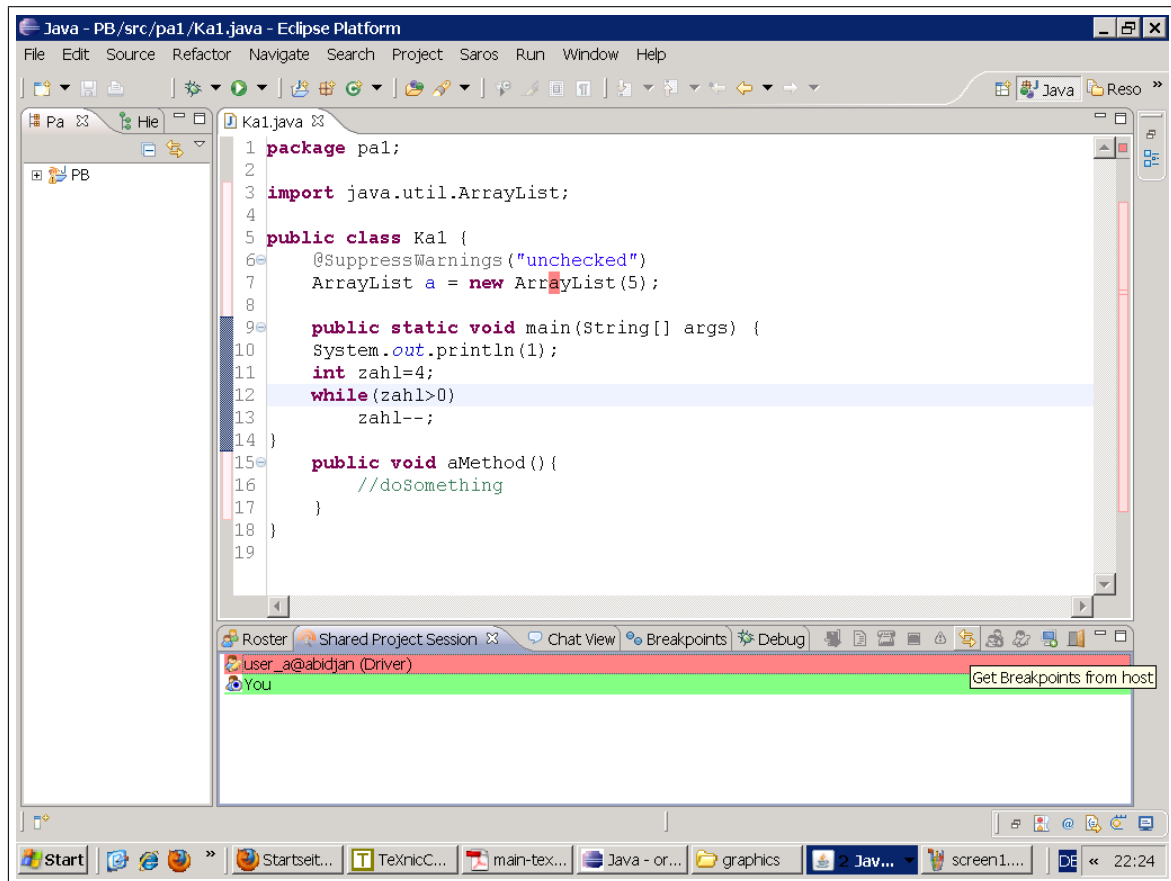 Java - PB/src/pa1/Ka1.java - Eclipse Platform
File Edit Source Refactor Navigate Search Project Saros Run Window Help
Java Reso »
Pa Hie Ka1.java
PB
1 package pa1;
2
3 import java.util.ArrayList;
4
5 public class Ka1 {
6 @SuppressWarnings("unchecked")
7 ArrayList a = new ArrayList(5);
8
9 public static void main(String[] args) {
10 System.out.println(1);
11 int zahl=4;
12 while(zahl>0)
13 zahl--;
14 }
15 public void aMethod(){
16 //doSomething
17 }
18 }
19
Roster Shared Project Session Chat View Breakpoints Debug
user_a@abidjan (Driver)
You
Get Breakpoints from host
Start » Startseit... TeXnicC... main-tex... Java - or... graphics 2 Jav... screen1.... DE « 22:24